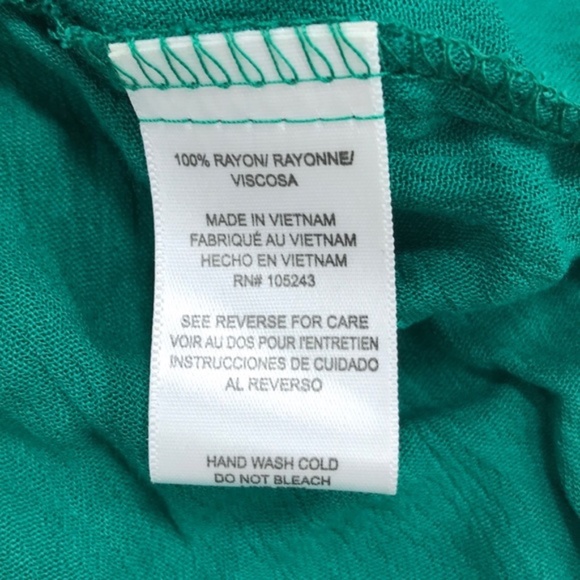 100% RAYON/ RAYONNE/
VISCOSA
MADE IN VIETNAM
FABRIQUÉ AU VIETNAM
HECHO EN VIETNAM
RN# 105243
SEE REVERSE FOR CARE
VOIR AU DOS POUR l'ENTRETIEN
INSTRUCCIONES DE CUIDADO
AL REVERSO
HAND WASH COLD
DO NOT BLEACH